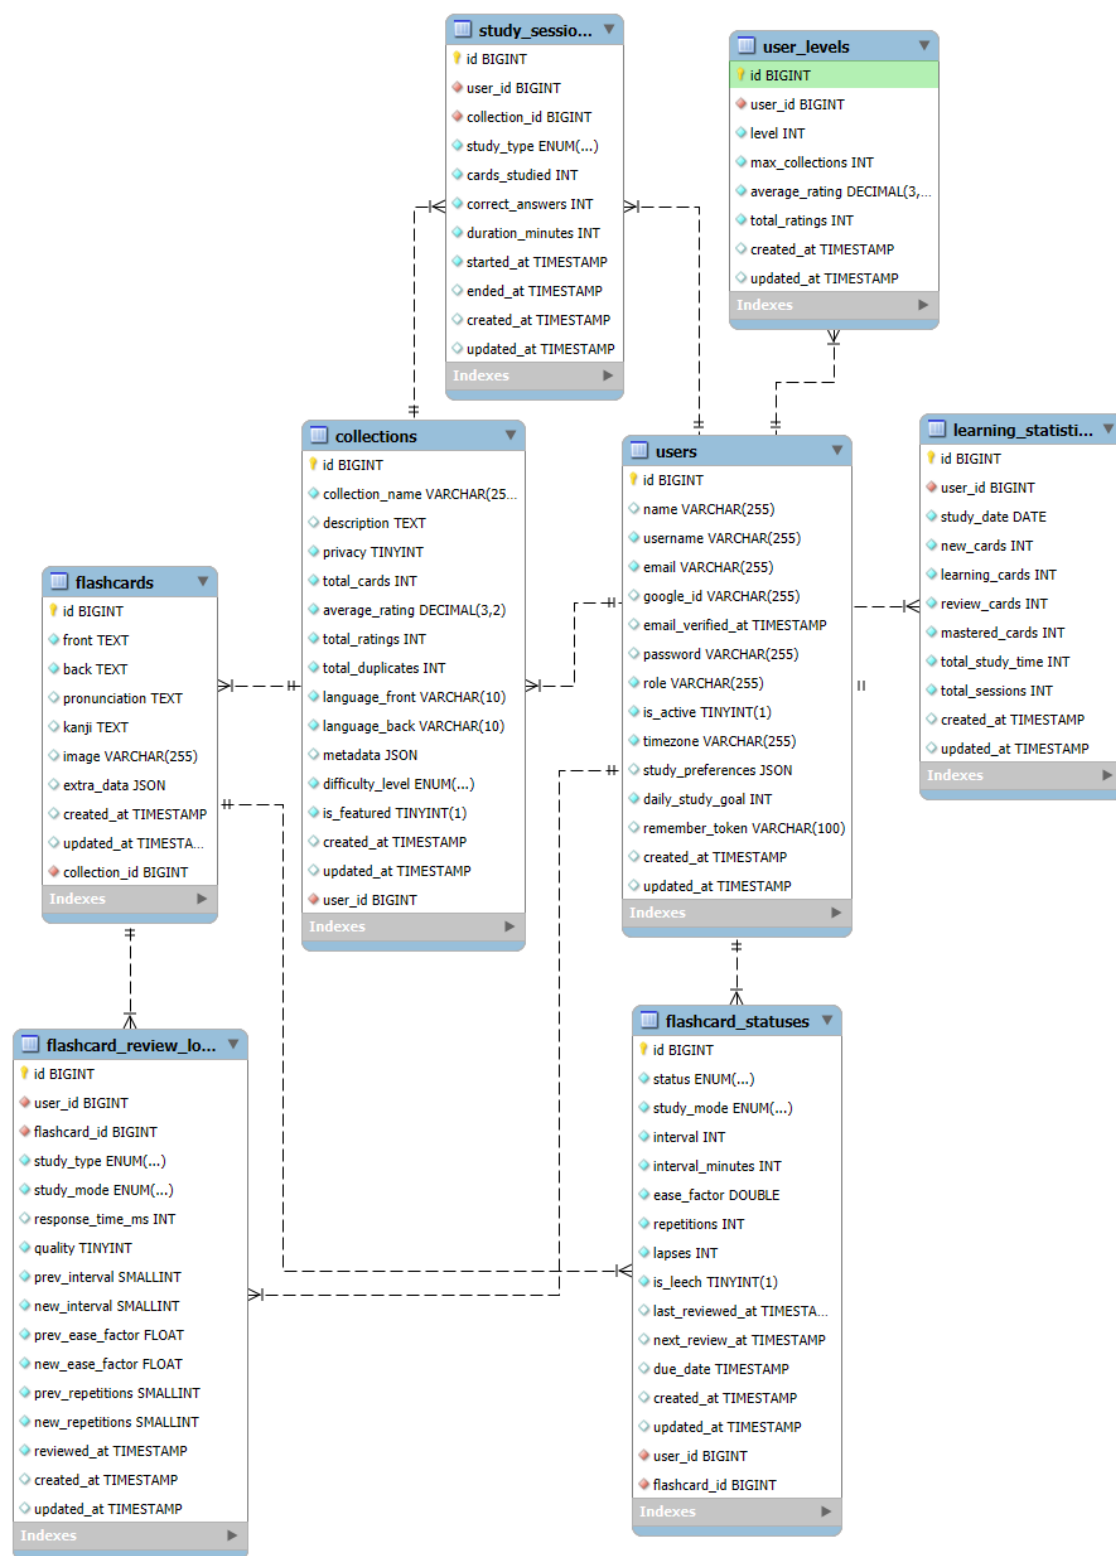 study_sessio...
id BIGINT
user_id BIGINT
collection_id BIGINT
study_type ENUM(...)
cards_studied INT
correct_answers INT
duration_minutes INT
started_at TIMESTAMP
ended_at TIMESTAMP
created_at TIMESTAMP
updated_at TIMESTAMP
Indexes
user_levels
id BIGINT
user_id BIGINT
level INT
max_collections INT
average_rating DECIMAL(3,...
total_ratings INT
created_at TIMESTAMP
updated_at TIMESTAMP
Indexes
collections
id BIGINT
collection_name VARCHAR(25...
description TEXT
privacy TINYINT
total_cards INT
average_rating DECIMAL(3,2)
total_ratings INT
total_duplicates INT
language_front VARCHAR(10)
language_back VARCHAR(10)
metadata JSON
difficulty_level ENUM(...)
is_featured TINYINT(1)
created_at TIMESTAMP
updated_at TIMESTAMP
user_id BIGINT
Indexes
users
id BIGINT
name VARCHAR(255)
username VARCHAR(255)
email VARCHAR(255)
google_id VARCHAR(255)
email_verified_at TIMESTAMP
password VARCHAR(255)
role VARCHAR(255)
is_active TINYINT(1)
timezone VARCHAR(255)
study_preferences JSON
daily_study_goal INT
remember_token VARCHAR(100)
created_at TIMESTAMP
updated_at TIMESTAMP
Indexes
learning_statisti...
id BIGINT
user_id BIGINT
study_date DATE
new_cards INT
learning_cards INT
review_cards INT
mastered_cards INT
total_study_time INT
total_sessions INT
created_at TIMESTAMP
updated_at TIMESTAMP
Indexes
flashcards
id BIGINT
front TEXT
back TEXT
pronunciation TEXT
kanji TEXT
image VARCHAR(255)
extra_data JSON
created_at TIMESTAMP
updated_at TIMESTA...
collection_id BIGINT
Indexes
flashcard_review_lo...
id BIGINT
user_id BIGINT
flashcard_id BIGINT
study_type ENUM(...)
study_mode ENUM(...)
response_time_ms INT
quality TINYINT
prev_interval SMALLINT
new_interval SMALLINT
prev_ease_factor FLOAT
new_ease_factor FLOAT
prev_repetitions SMALLINT
new_repetitions SMALLINT
reviewed_at TIMESTAMP
created_at TIMESTAMP
updated_at TIMESTAMP
Indexes
flashcard_statuses
id BIGINT
status ENUM(...)
study_mode ENUM(...)
interval INT
interval_minutes INT
ease_factor DOUBLE
repetitions INT
lapses INT
is_leech TINYINT(1)
last_reviewed_at TIMESTA...
next_review_at TIMESTAMP
due_date TIMESTAMP
created_at TIMESTAMP
updated_at TIMESTAMP
user_id BIGINT
flashcard_id BIGINT
Indexes